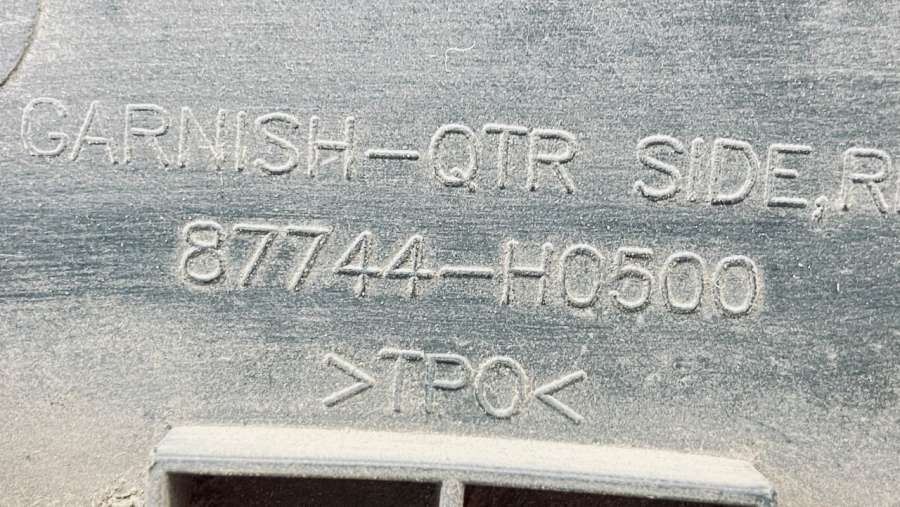 GARNISH-QTR SIDE,R
87744-H0500
>TPO<